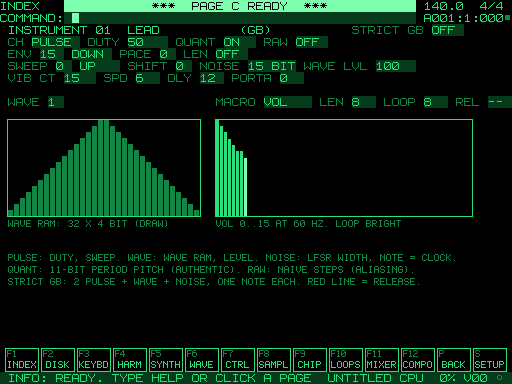 INDEX *** PAGE C READY *** 140.0 4/4
COMMAND: A001:1:000
INSTRUMENT 01 LEAD (GB) STRICT GB OFF
CH PULSE DUTY 50 QUANT ON RAW OFF
ENV 15 DOWN PACE 0 LEN OFF
SWEEP 0 UP SHIFT 0 NOISE 15 BIT WAVE LVL 100
VIB CT 15 SPD 6 DLY 12 PORTA 0
WAVE 1 MACRO VOL LEN 8 LOOP 8 REL --
WAVE RAM: 32 X 4 BIT (DRAW) VOL 0..15 AT 60 HZ. LOOP BRIGHT
PULSE: DUTY, SWEEP. WAVE: WAVE RAM, LEVEL. NOISE: LFSR WIDTH, NOTE = CLOCK.
QUANT: 11-BIT PERIOD PITCH (AUTHENTIC). RAW: NAIVE STEPS (ALIASING).
STRICT GB: 2 PULSE + WAVE + NOISE, ONE NOTE EACH. RED LINE = RELEASE.
F1 F2 F3 F4 F5 F6 F7 F8 F9 F10 F11 F12 P S
INDEX DISK KEYBD HARM SYNTH WAVE CTRL SAMPL CHIP LOOPS MIXER COMPO BACK SETUP
INFO: READY. TYPE HELP OR CLICK A PAGE UNTITLED CPU 0% V00